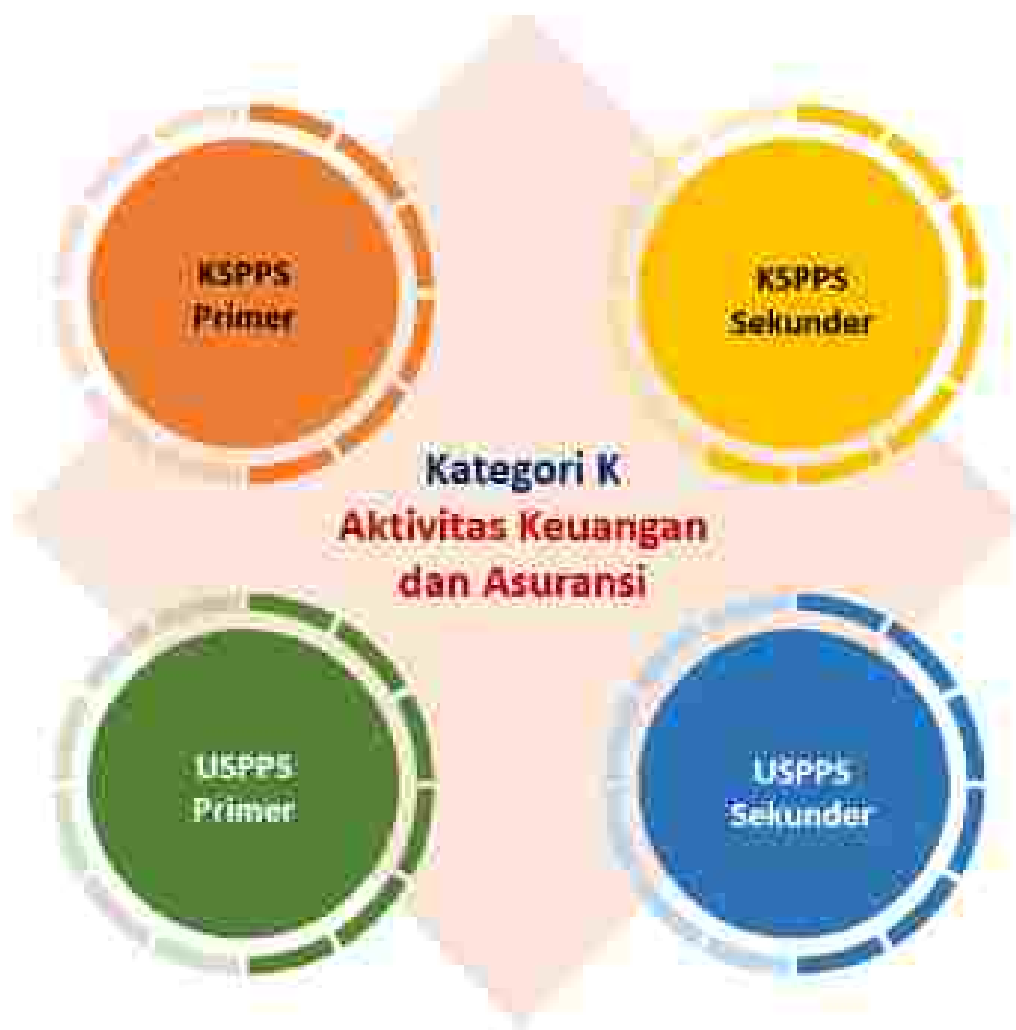 KSPPS
Primer
KSPPS
Sekunder
Kategori K
Aktivitas Keuangan
dan Asuransi
USPPS
Primer
USPPS
Sekunder